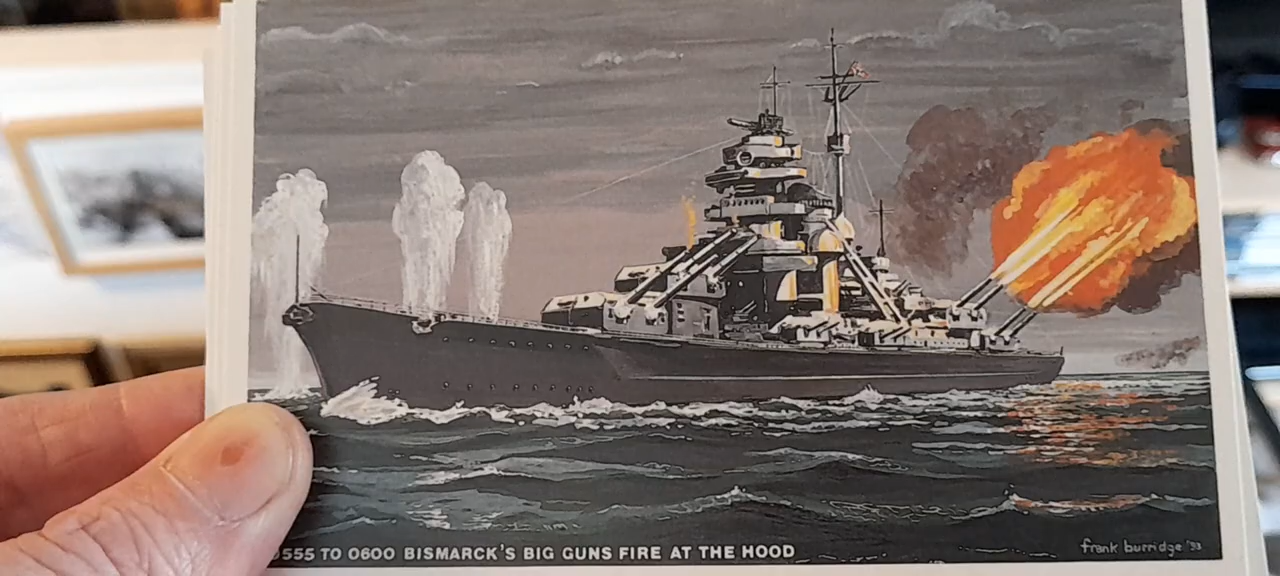 555 TO 0600 BISMARCK'S BIG GUNS FIRE AT THE HOOD
frank burridge '93